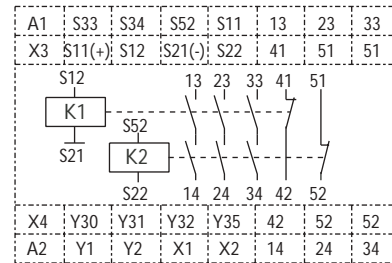 A1 S33 S34 S52 S11 13 23 33
X3 S11(+) S12 S21(-) S22 41 51 51
S12 13 23 33 41 51
K1
S52
S21 K2
S22 14 24 34 42 52
X4 Y30 Y31 Y32 Y35 42 52 52
A2 Y1 Y2 X1 X2 14 24 34